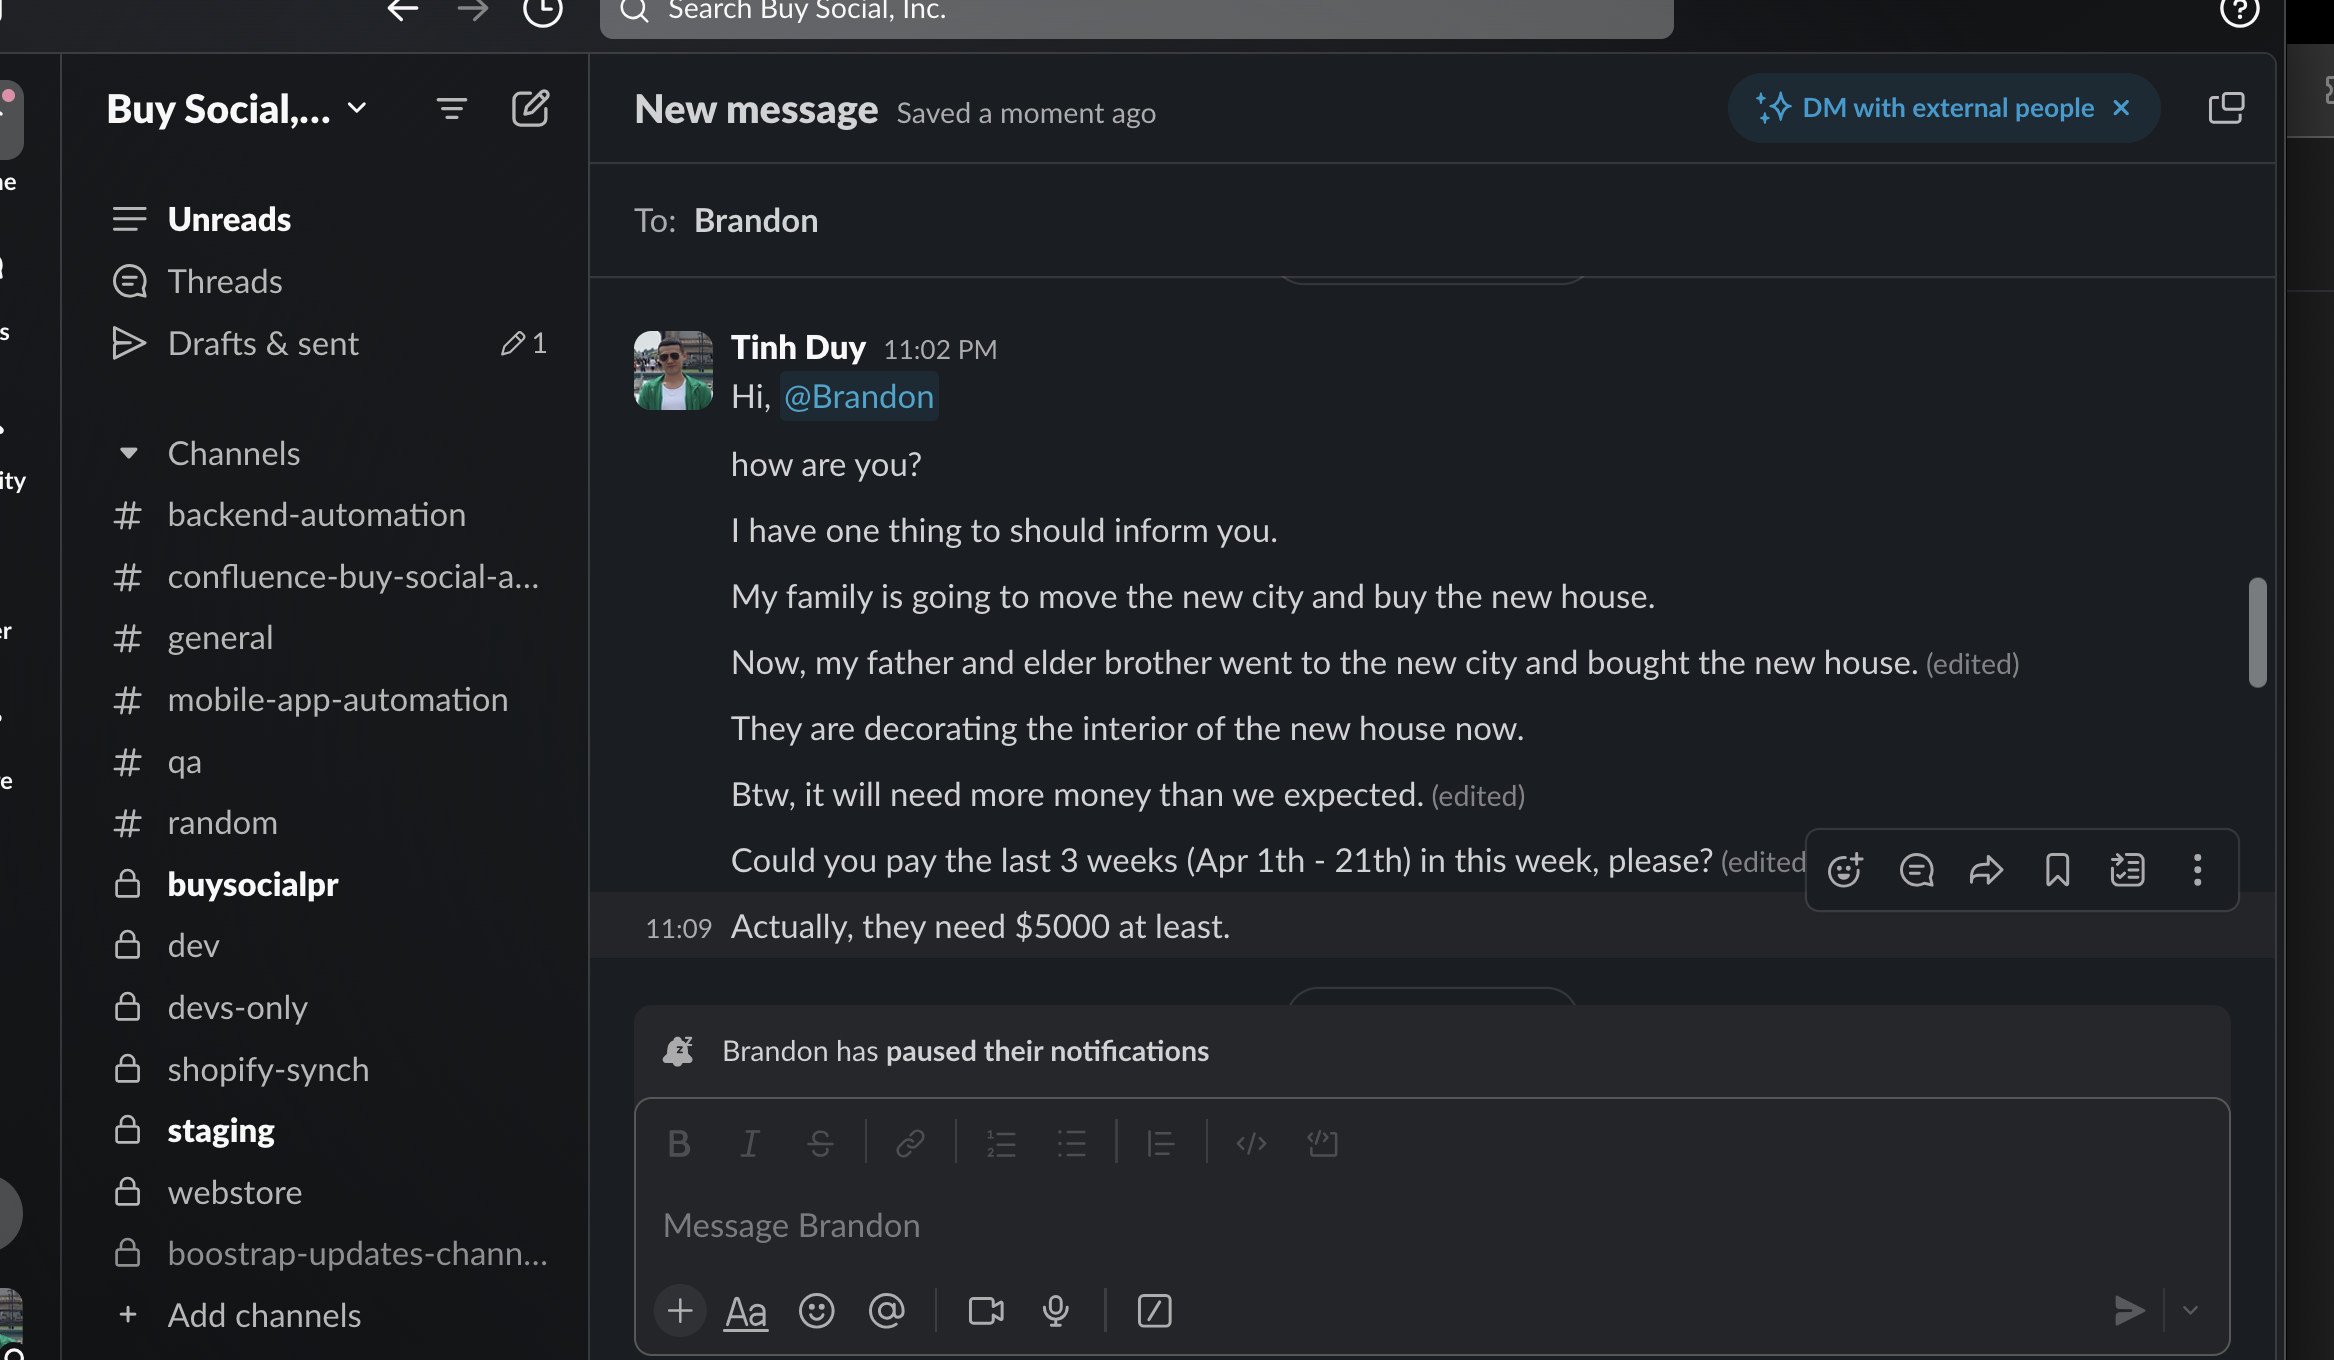 Search Buy Social, Inc.
Buy Social,...
Unreads
Threads
Drafts & sent
1
Channels
backend-automation
confluence-buy-social-a...
general
mobile-app-automation
qa
random
buysocialpr
dev
devs-only
shopify-synch
staging
webstore
boostrap-updates-chann...
+ Add channels
New message Saved a moment ago
DM with external people
To: Brandon
Tinh Duy 11:02 PM
Hi, @Brandon
how are you?
I have one thing to should inform you.
My family is going to move the new city and buy the new house.
Now, my father and elder brother went to the new city and bought the new house. (edited)
They are decorating the interior of the new house now.
Btw, it will need more money than we expected. (edited)
Could you pay the last 3 weeks (Apr 1th - 21th) in this week, please? (edited
11:09 Actually, they need $5000 at least.
Brandon has paused their notifications
Message Brandon
Aa